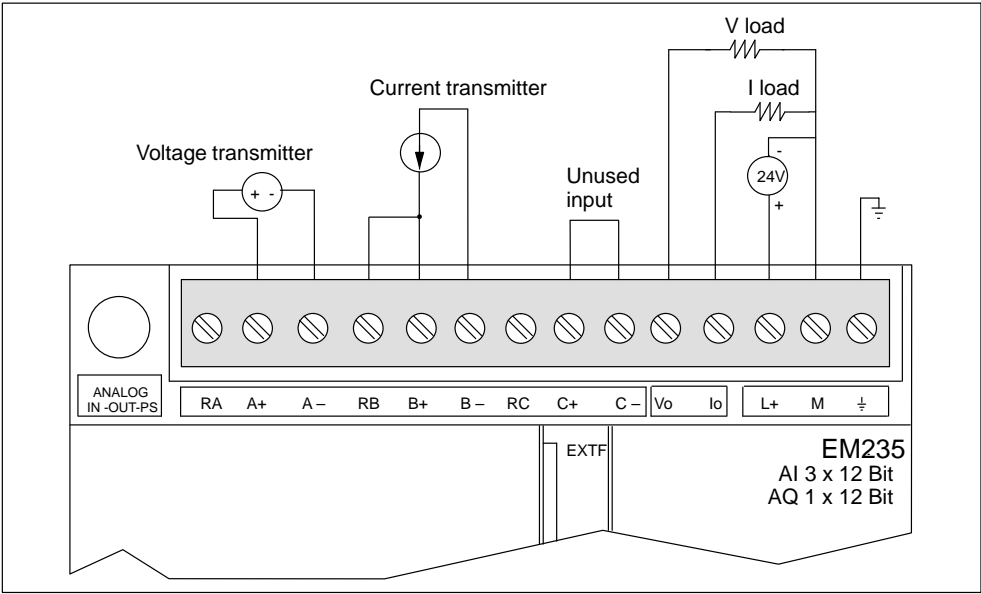 V load
I load
Current transmitter
Voltage transmitter
Unused
input
+ -
-
24V
+
ANALOG
IN -OUT-PS
RA A+ A – RB B+ B – RC C+ C – Vo Io L+ M
EXTF
EM235
AI 3 x 12 Bit
AQ 1 x 12 Bit